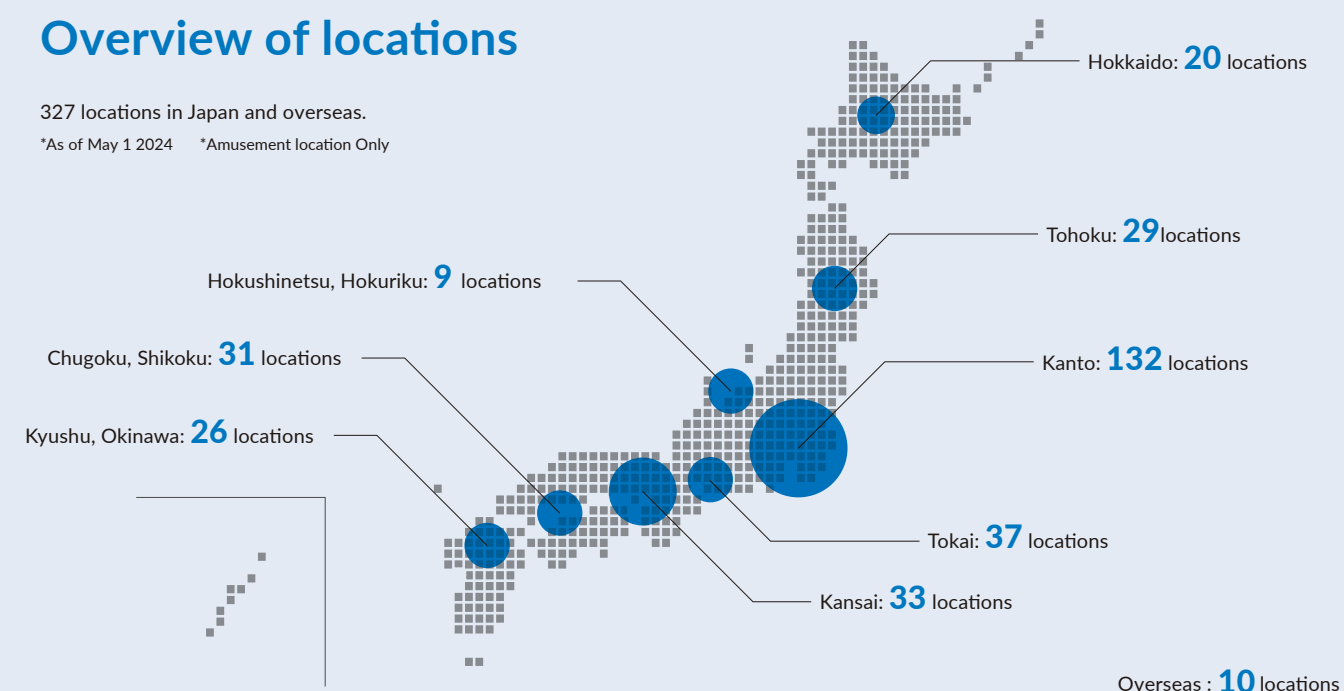 Overview of locations
327 locations in Japan and overseas.
*As of May 1 2024 *Amusement location Only
Hokkaido: 20 locations
Tohoku: 29locations
Hokushinetsu, Hokuriku: 9 locations
Chugoku, Shikoku: 31 locations
Kanto: 132 locations
Kyushu, Okinawa: 26 locations
Tokai: 37 locations
Kansai: 33 locations
Overseas : 10 locations